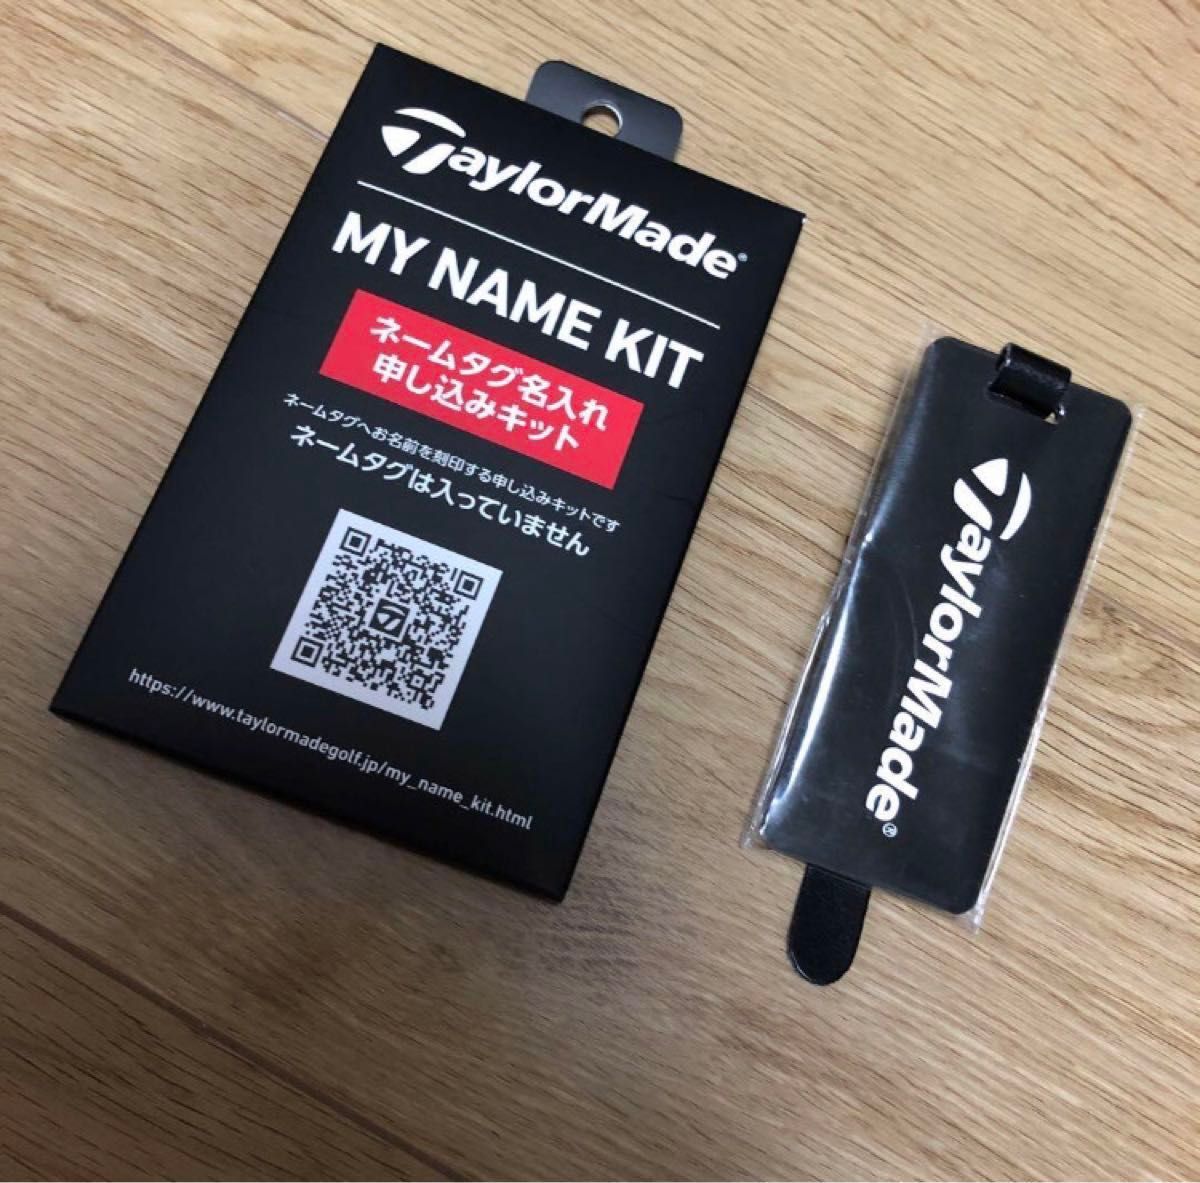 TaylorMade®
MY NAME KIT
ネームタグ名入れ
申し込みキット
ネームタグへお名前を刻印する申し込みキットです
ネームタグは入っていません
https://www.taylormadegolf.jp/my_name_kit.html
TaylorMade®